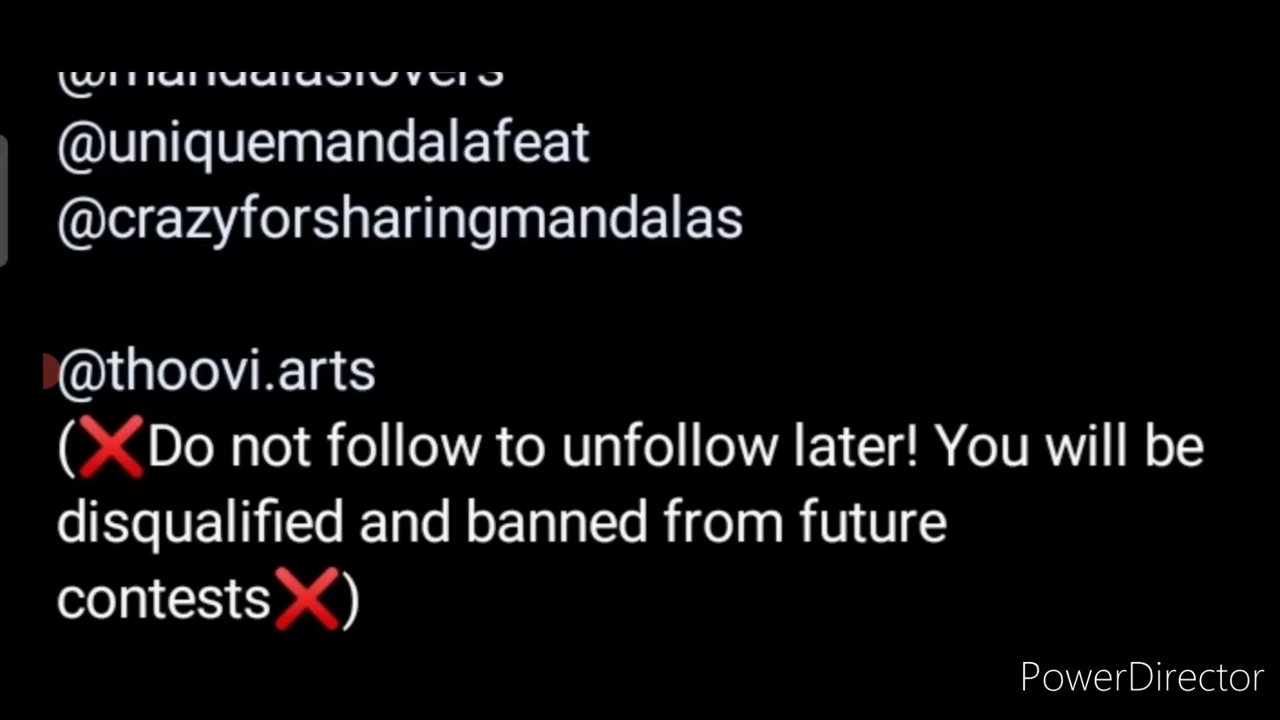 @mandalaslovers
@uniquemandalafeat
@crazyforsharingmandalas
@thoovi.arts
(❌Do not follow to unfollow later! You will be
disqualified and banned from future
contests❌)
PowerDirector